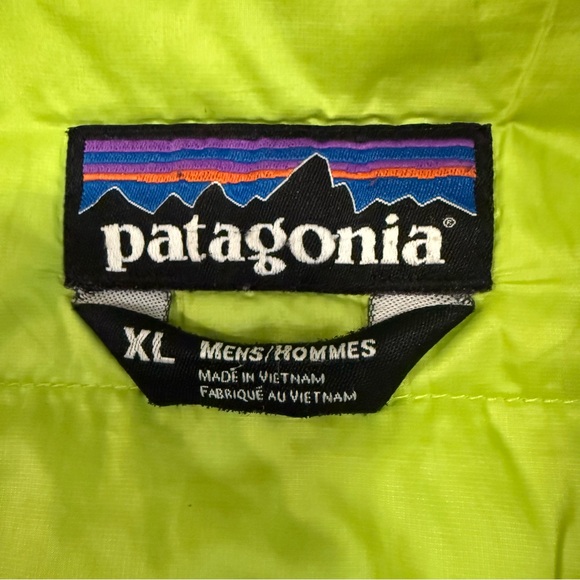 patagonia®
XL MENS/HOMMES
MADE IN VIETNAM
FABRIQUÉ AU VIETNAM